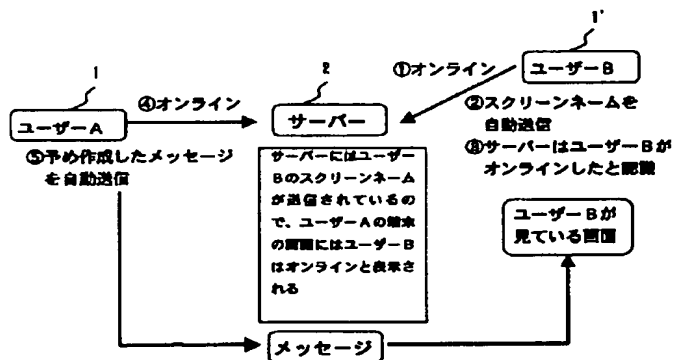 1'
1
2
①オンライン
ユーザーB
④オンライン
ユーザーA
サーバー
②スクリーンネームを
自動送信
⑤予め作成したメッセージ
を自動送信
③サーバーはユーザーBが
オンラインしたと認識
サーバーにはユーザー
Bのスクリーンネーム
が送信されているの
で、ユーザーAの端末
の画面にはユーザーB
はオンラインと表示さ
れる
ユーザーBが
見ている画面
メッセージ